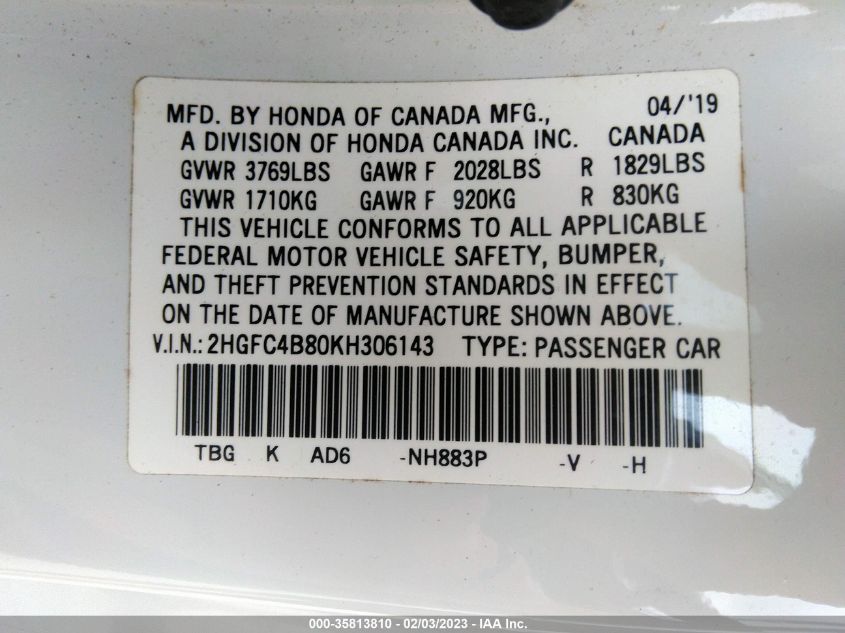 MFD. BY HONDA OF CANADA MFG., 04/'19
A DIVISION OF HONDA CANADA INC. CANADA
GVWR 3769LBS GAWR F 2028LBS R 1829LBS
GVWR 1710KG GAWR F 920KG R 830KG
THIS VEHICLE CONFORMS TO ALL APPLICABLE
FEDERAL MOTOR VEHICLE SAFETY, BUMPER,
AND THEFT PREVENTION STANDARDS IN EFFECT
ON THE DATE OF MANUFACTURE SHOWN ABOVE.
V.I.N.: 2HGFC4B80KH306143 TYPE: PASSENGER CAR
TBG K AD6 -NH883P -V -H
000-35813810 - 02/03/2023 - IAA Inc.